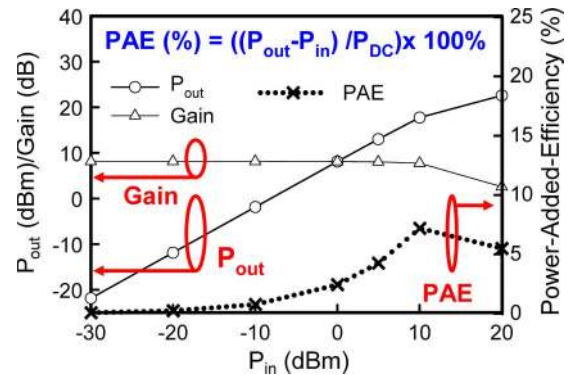 PAE (%) = ((Pout-Pin) /PDC)x 100%
Pout
Gain
PAE
Gain
Pout
PAE
Pout (dBm)/Gain (dB)
40
30
20
10
0
-10
-20
Power-Added-Efficiency (%)
25
20
15
10
5
0
-30
-20
-10
0
10
20
Pin (dBm)